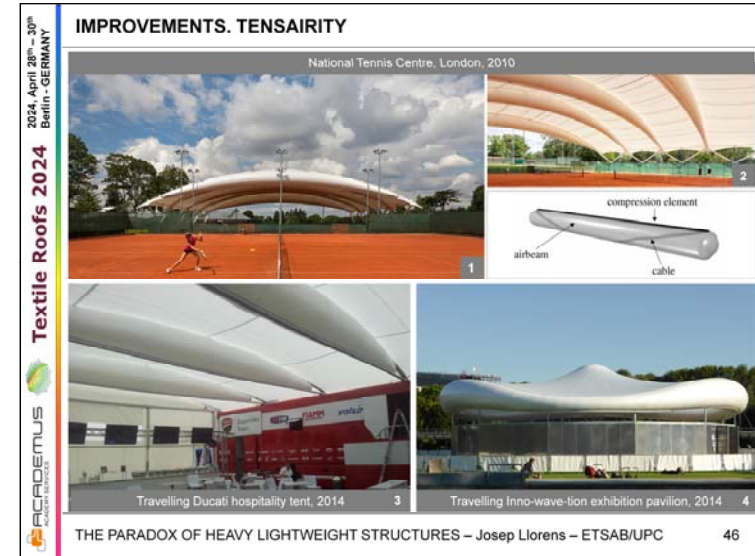 2024, April 28th – 30th
Berlin - GERMANY
Textile Roofs 2024
ACADEMUS
ACADEMY SERVICES
IMPROVEMENTS. TENSAIRITY
National Tennis Centre, London, 2010
1
2
compression element
airbeam
cable
FIAMM
Travelling Ducati hospitality tent, 2014 3
Travelling Inno-wave-tion exhibition pavilion, 2014 4
THE PARADOX OF HEAVY LIGHTWEIGHT STRUCTURES – Josep Llorens – ETSAB/UPC 46